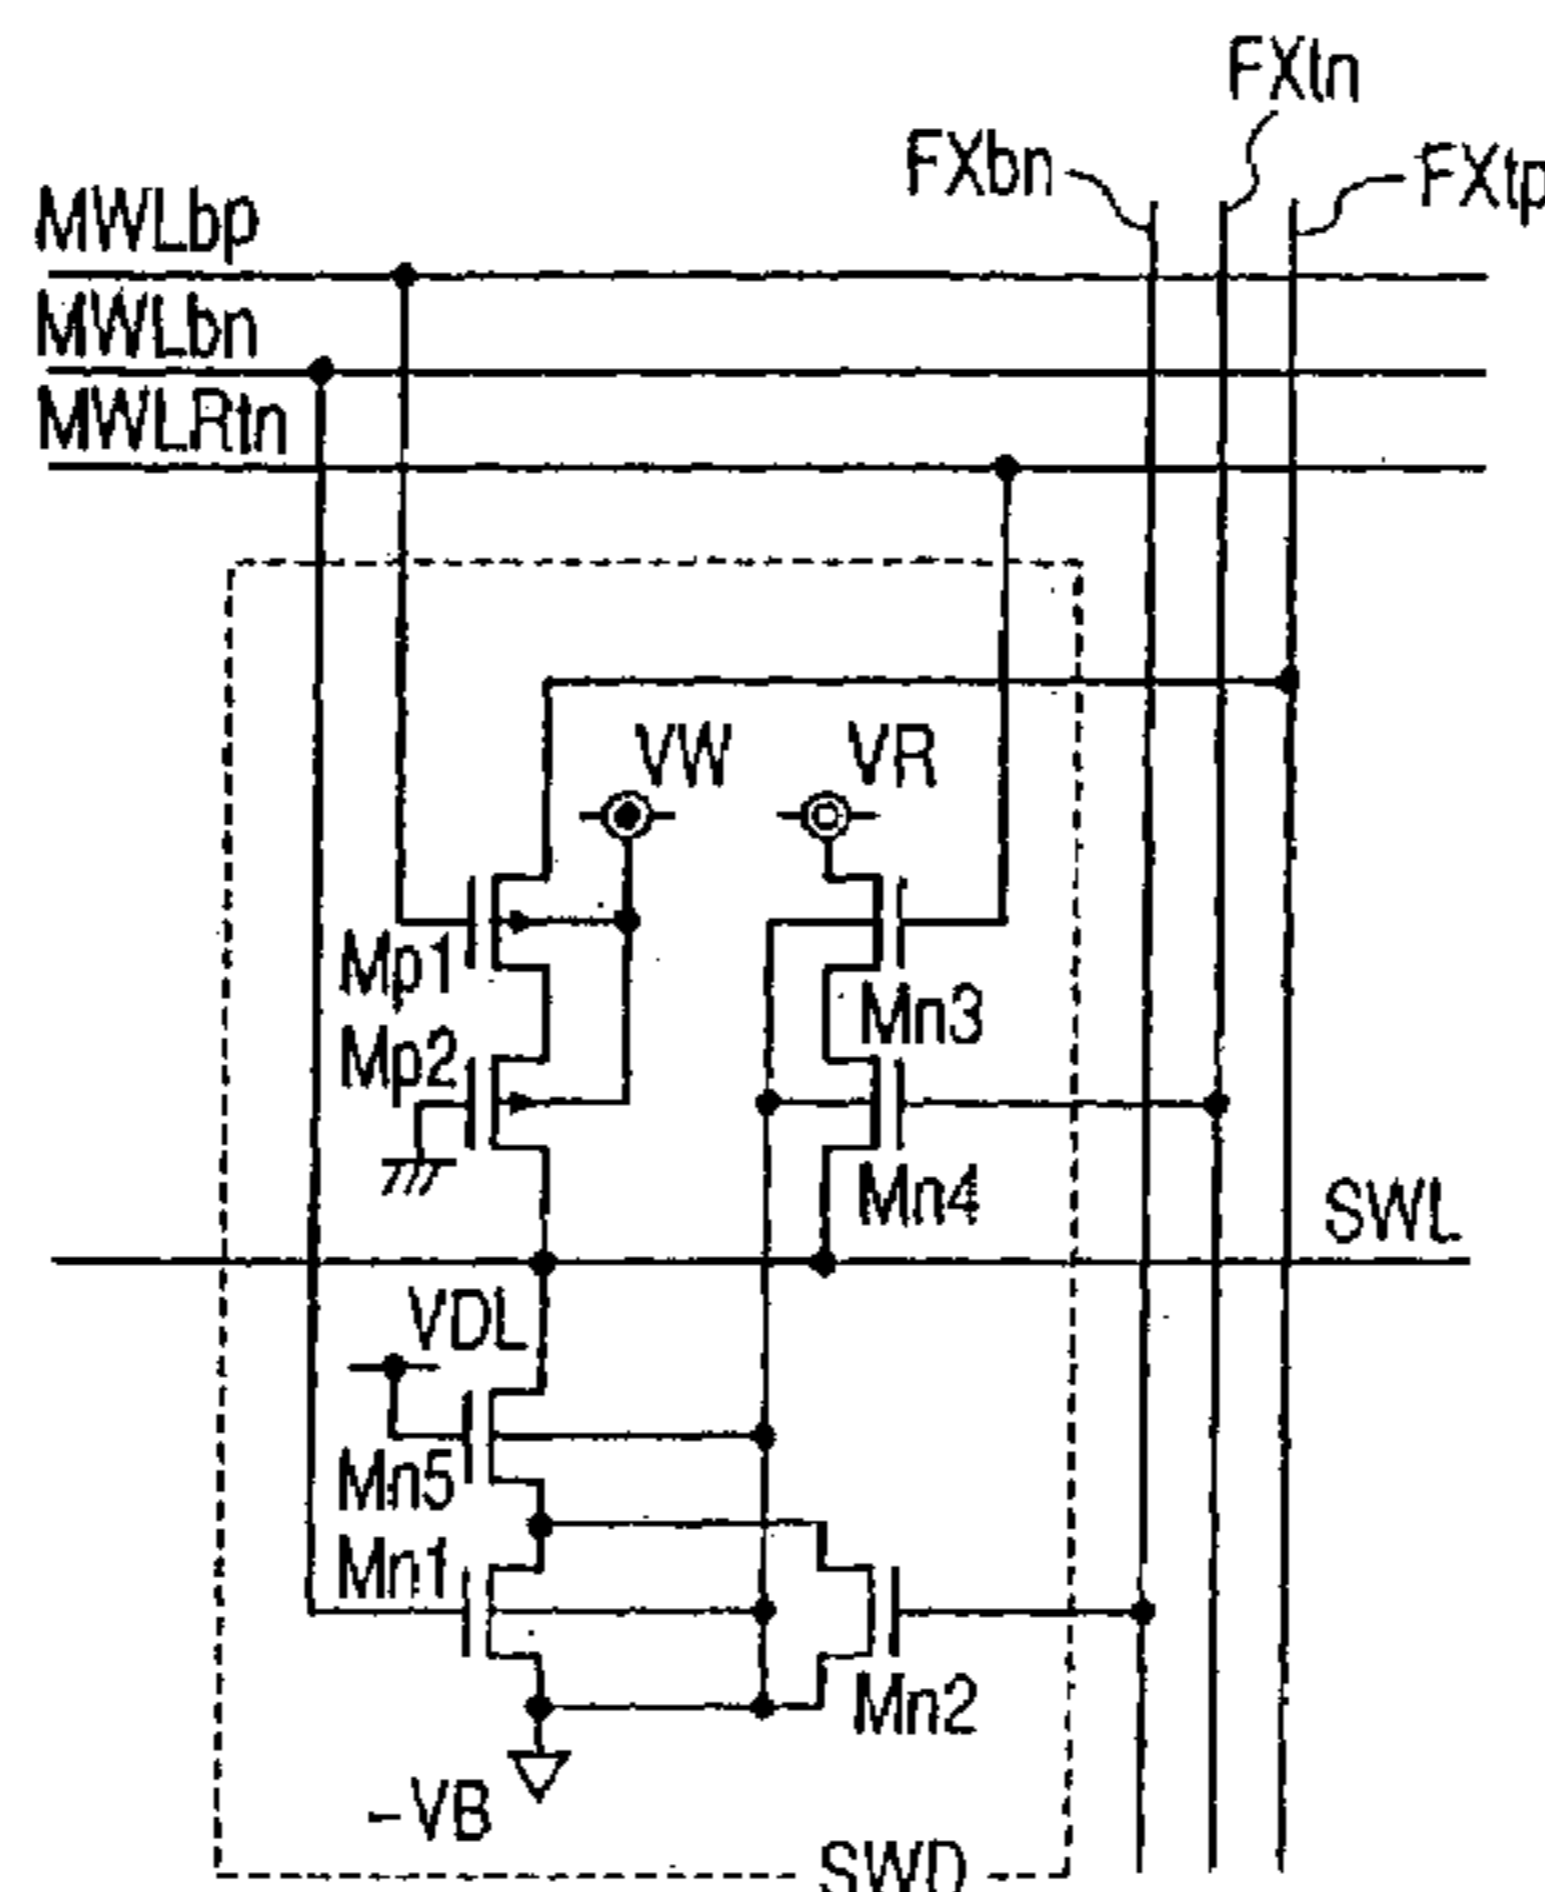 FXtn
FXbn
FXtp
MWLbp
MWLbn
MWLRtn
VW
VR
Mp1
Mn3
Mp2
Mn4
SWL
VDL
Mn5
Mn1
Mn2
-VB
SWD